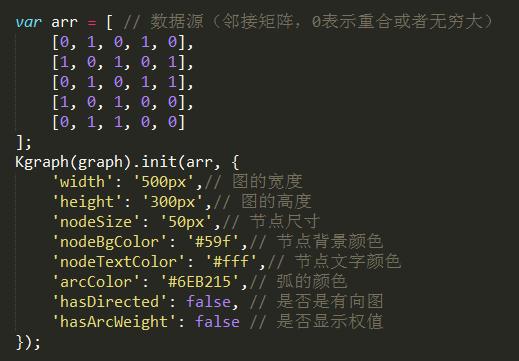 var arr = [ // 数据源（邻接矩阵，0表示重合或者无穷大）
    [0, 1, 0, 1, 0],
    [1, 0, 1, 0, 1],
    [0, 1, 0, 1, 1],
    [1, 0, 1, 0, 0],
    [0, 1, 1, 0, 0]
];
Kgraph(graph).init(arr, {
    'width': '500px',// 图的宽度
    'height': '300px',// 图的高度
    'nodeSize': '50px',// 节点尺寸
    'nodeBgColor': '#59f',// 节点背景颜色
    'nodeTextColor': '#fff',// 节点文字颜色
    'arcColor': '#6EB215',// 弧的颜色
    'hasDirected': false, // 是否是有向图
    'hasArcWeight': false // 是否显示权值
});